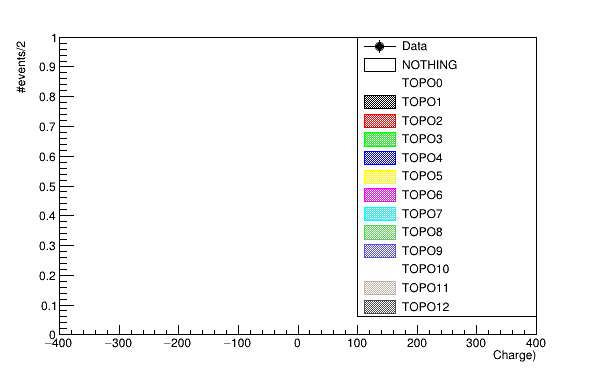 #events/2
1
0.9
0.8
0.7
0.6
0.5
0.4
0.3
0.2
0.1
0
Data
NOTHING
TOPO0
TOPO1
TOPO2
TOPO3
TOPO4
TOPO5
TOPO6
TOPO7
TOPO8
TOPO9
TOPO10
TOPO11
TOPO12
−400 −300 −200 −100 0 100 200 300 400
Charge)